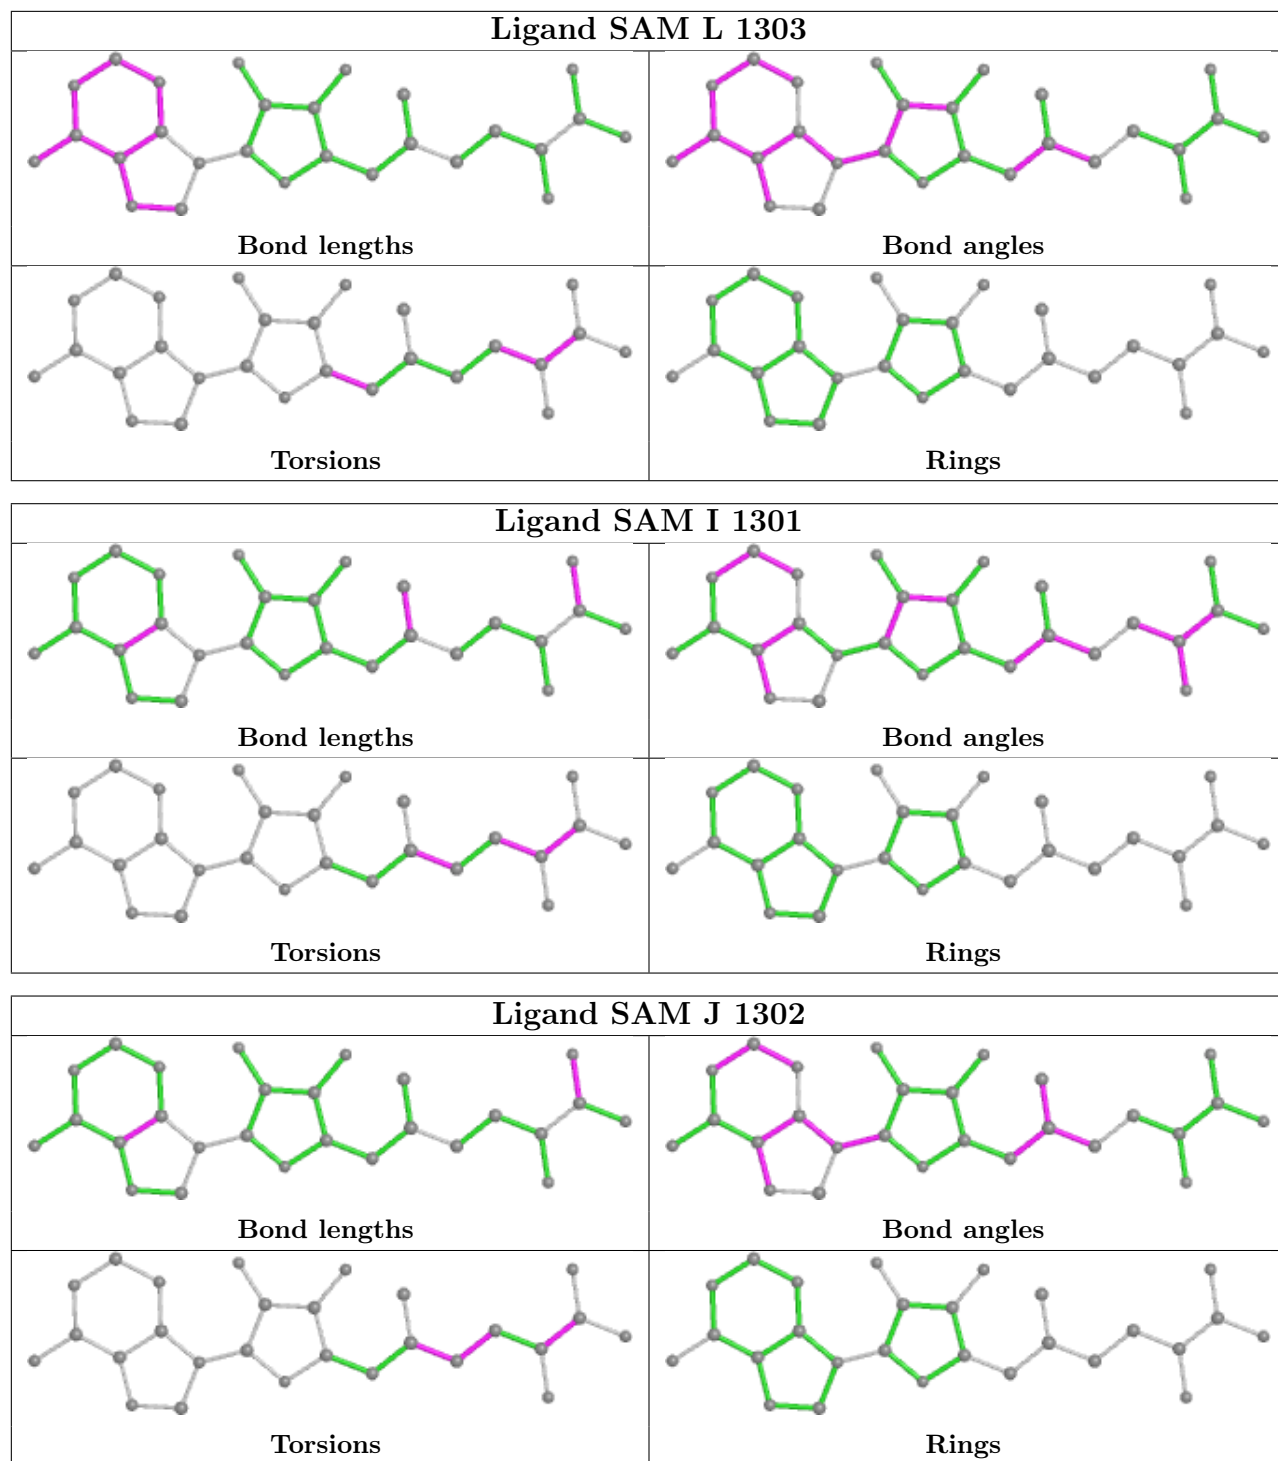 Ligand SAM L 1303
Bond lengths
Bond angles
Torsions
Rings
Ligand SAM I 1301
Bond lengths
Bond angles
Torsions
Rings
Ligand SAM J 1302
Bond lengths
Bond angles
Torsions
Rings